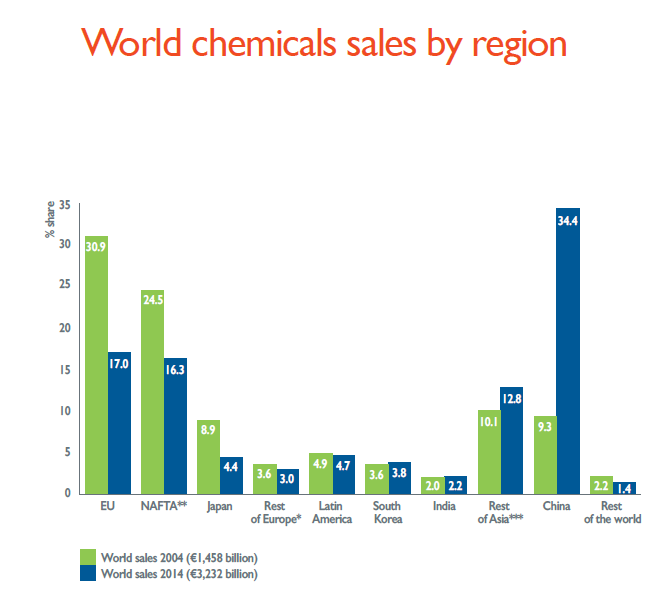 World chemicals sales by region
% share
35
30
25
20
15
10
5
0
30.9
17.0
24.5
16.3
8.9
4.4
3.6
3.0
4.9
4.7
3.6
3.8
2.0
2.2
10.1
12.8
9.3
34.4
2.2
1.4
EU
NAFTA**
Japan
Rest
of Europe*
Latin
America
South
Korea
India
Rest
of Asia***
China
Rest
of the world
World sales 2004 (€1,458 billion)
World sales 2014 (€3,232 billion)